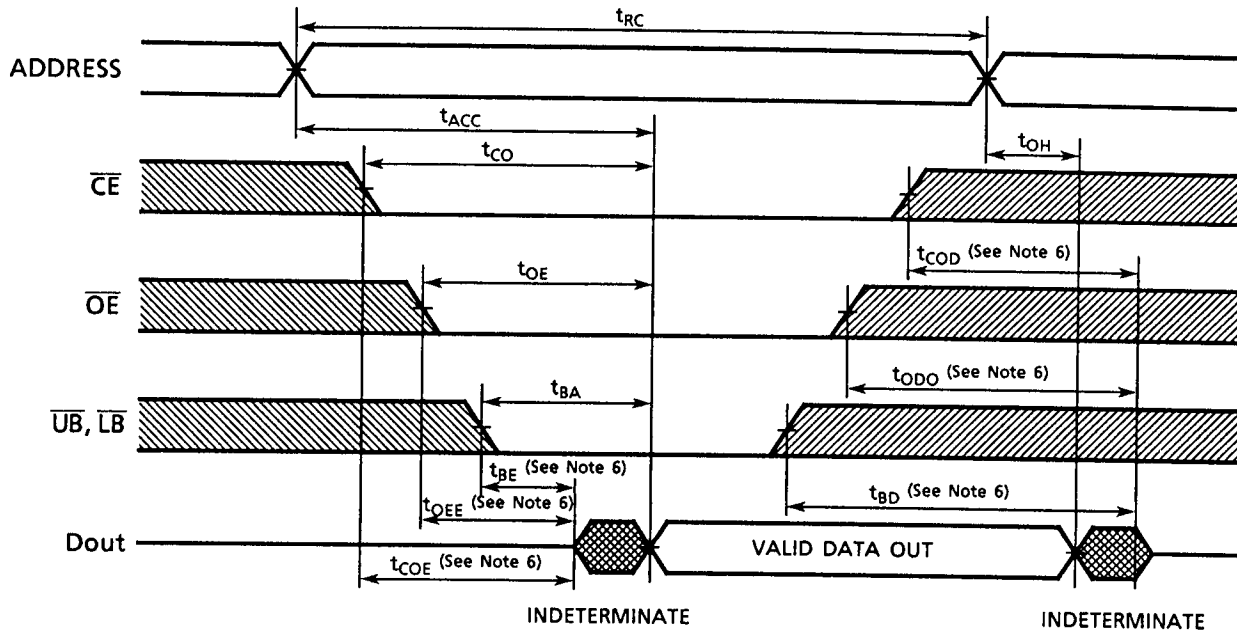 tRC
ADDRESS
tACC
tCO
tOH
CE
tCOD (See Note 6)
tOE
OE
tODO (See Note 6)
tBA
UB, LB
tBE (See Note 6)
tOEE (See Note 6)
tBD (See Note 6)
Dout
VALID DATA OUT
tCOE (See Note 6)
INDETERMINATE
INDETERMINATE